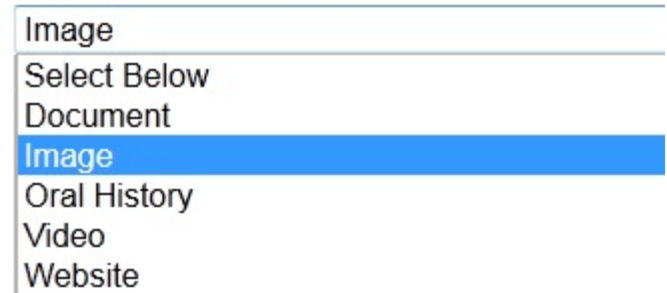 Image
Select Below
Document
Image
Oral History
Video
Website